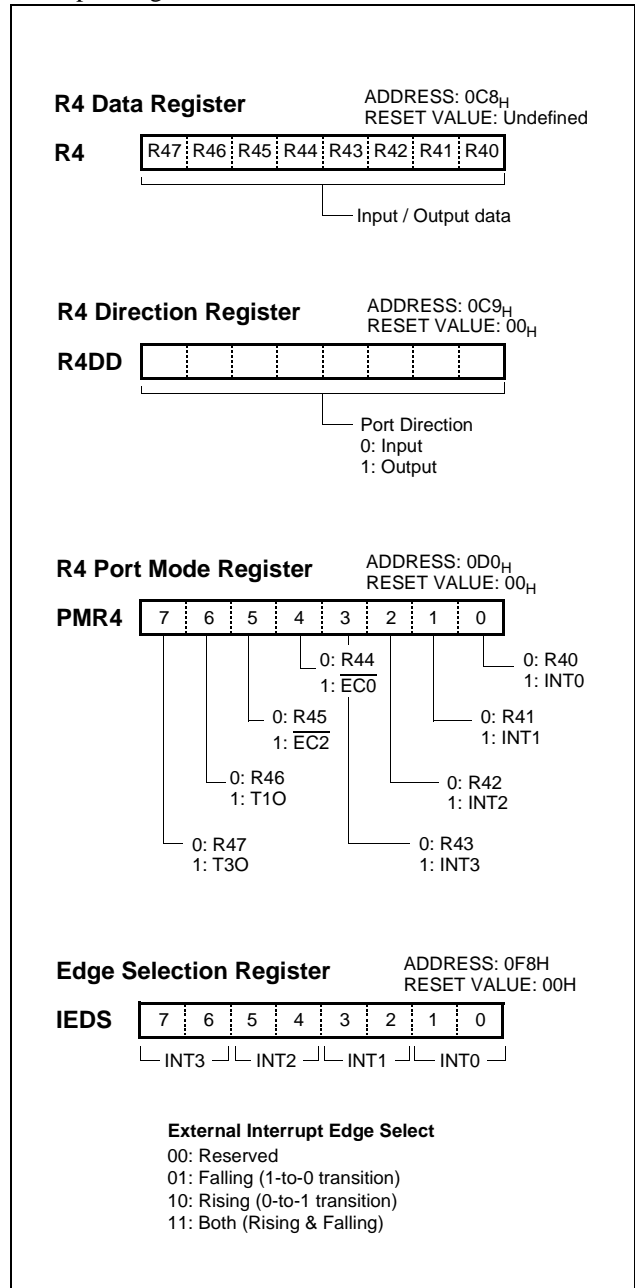 R4 Data Register
ADDRESS: 0C8H
RESET VALUE: Undefined
R4 R47 R46 R45 R44 R43 R42 R41 R40
Input / Output data
R4 Direction Register
ADDRESS: 0C9H
RESET VALUE: 00H
R4DD
Port Direction
0: Input
1: Output
R4 Port Mode Register
ADDRESS: 0D0H
RESET VALUE: 00H
PMR4 7 6 5 4 3 2 1 0
0: R44
1: EC0
0: R40
1: INT0
0: R45
1: EC2
0: R41
1: INT1
0: R46
1: T1O
0: R42
1: INT2
0: R47
1: T3O
0: R43
1: INT3
Edge Selection Register
ADDRESS: 0F8H
RESET VALUE: 00H
IEDS 7 6 5 4 3 2 1 0
INT3 INT2 INT1 INT0
External Interrupt Edge Select
00: Reserved
01: Falling (1-to-0 transition)
10: Rising (0-to-1 transition)
11: Both (Rising & Falling)